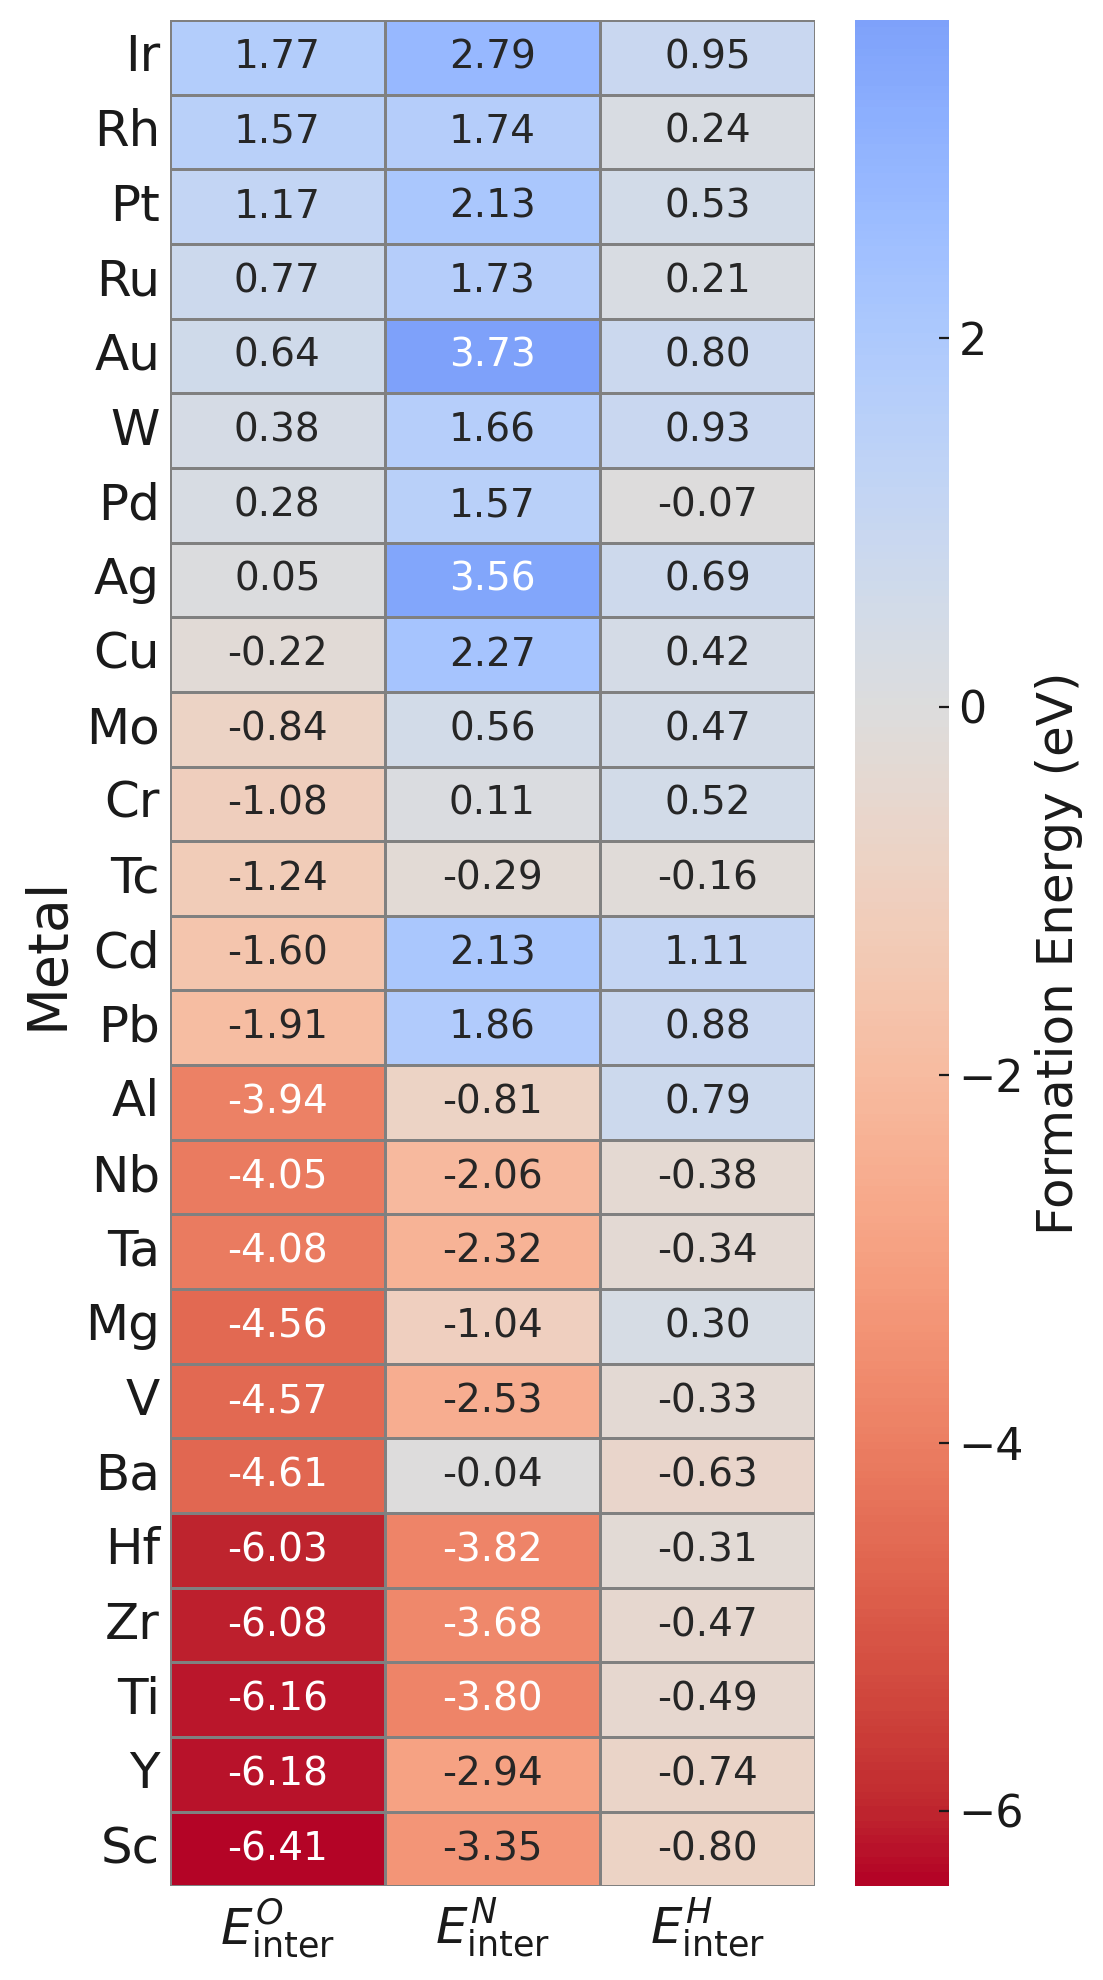 Ir 1.77 2.79 0.95
Rh 1.57 1.74 0.24
Pt 1.17 2.13 0.53
Ru 0.77 1.73 0.21
Au 0.64 3.73 0.80
W 0.38 1.66 0.93
Pd 0.28 1.57 -0.07
Ag 0.05 3.56 0.69
Cu -0.22 2.27 0.42
Mo -0.84 0.56 0.47
Cr -1.08 0.11 0.52
Tc -1.24 -0.29 -0.16
Cd -1.60 2.13 1.11
Pb -1.91 1.86 0.88
Al -3.94 -0.81 0.79
Nb -4.05 -2.06 -0.38
Ta -4.08 -2.32 -0.34
Mg -4.56 -1.04 0.30
V -4.57 -2.53 -0.33
Ba -4.61 -0.04 -0.63
Hf -6.03 -3.82 -0.31
Zr -6.08 -3.68 -0.47
Ti -6.16 -3.80 -0.49
Y -6.18 -2.94 -0.74
Sc -6.41 -3.35 -0.80
E^O_inter E^N_inter E^H_inter
Metal
2
0
−2
−4
−6
Formation Energy (eV)